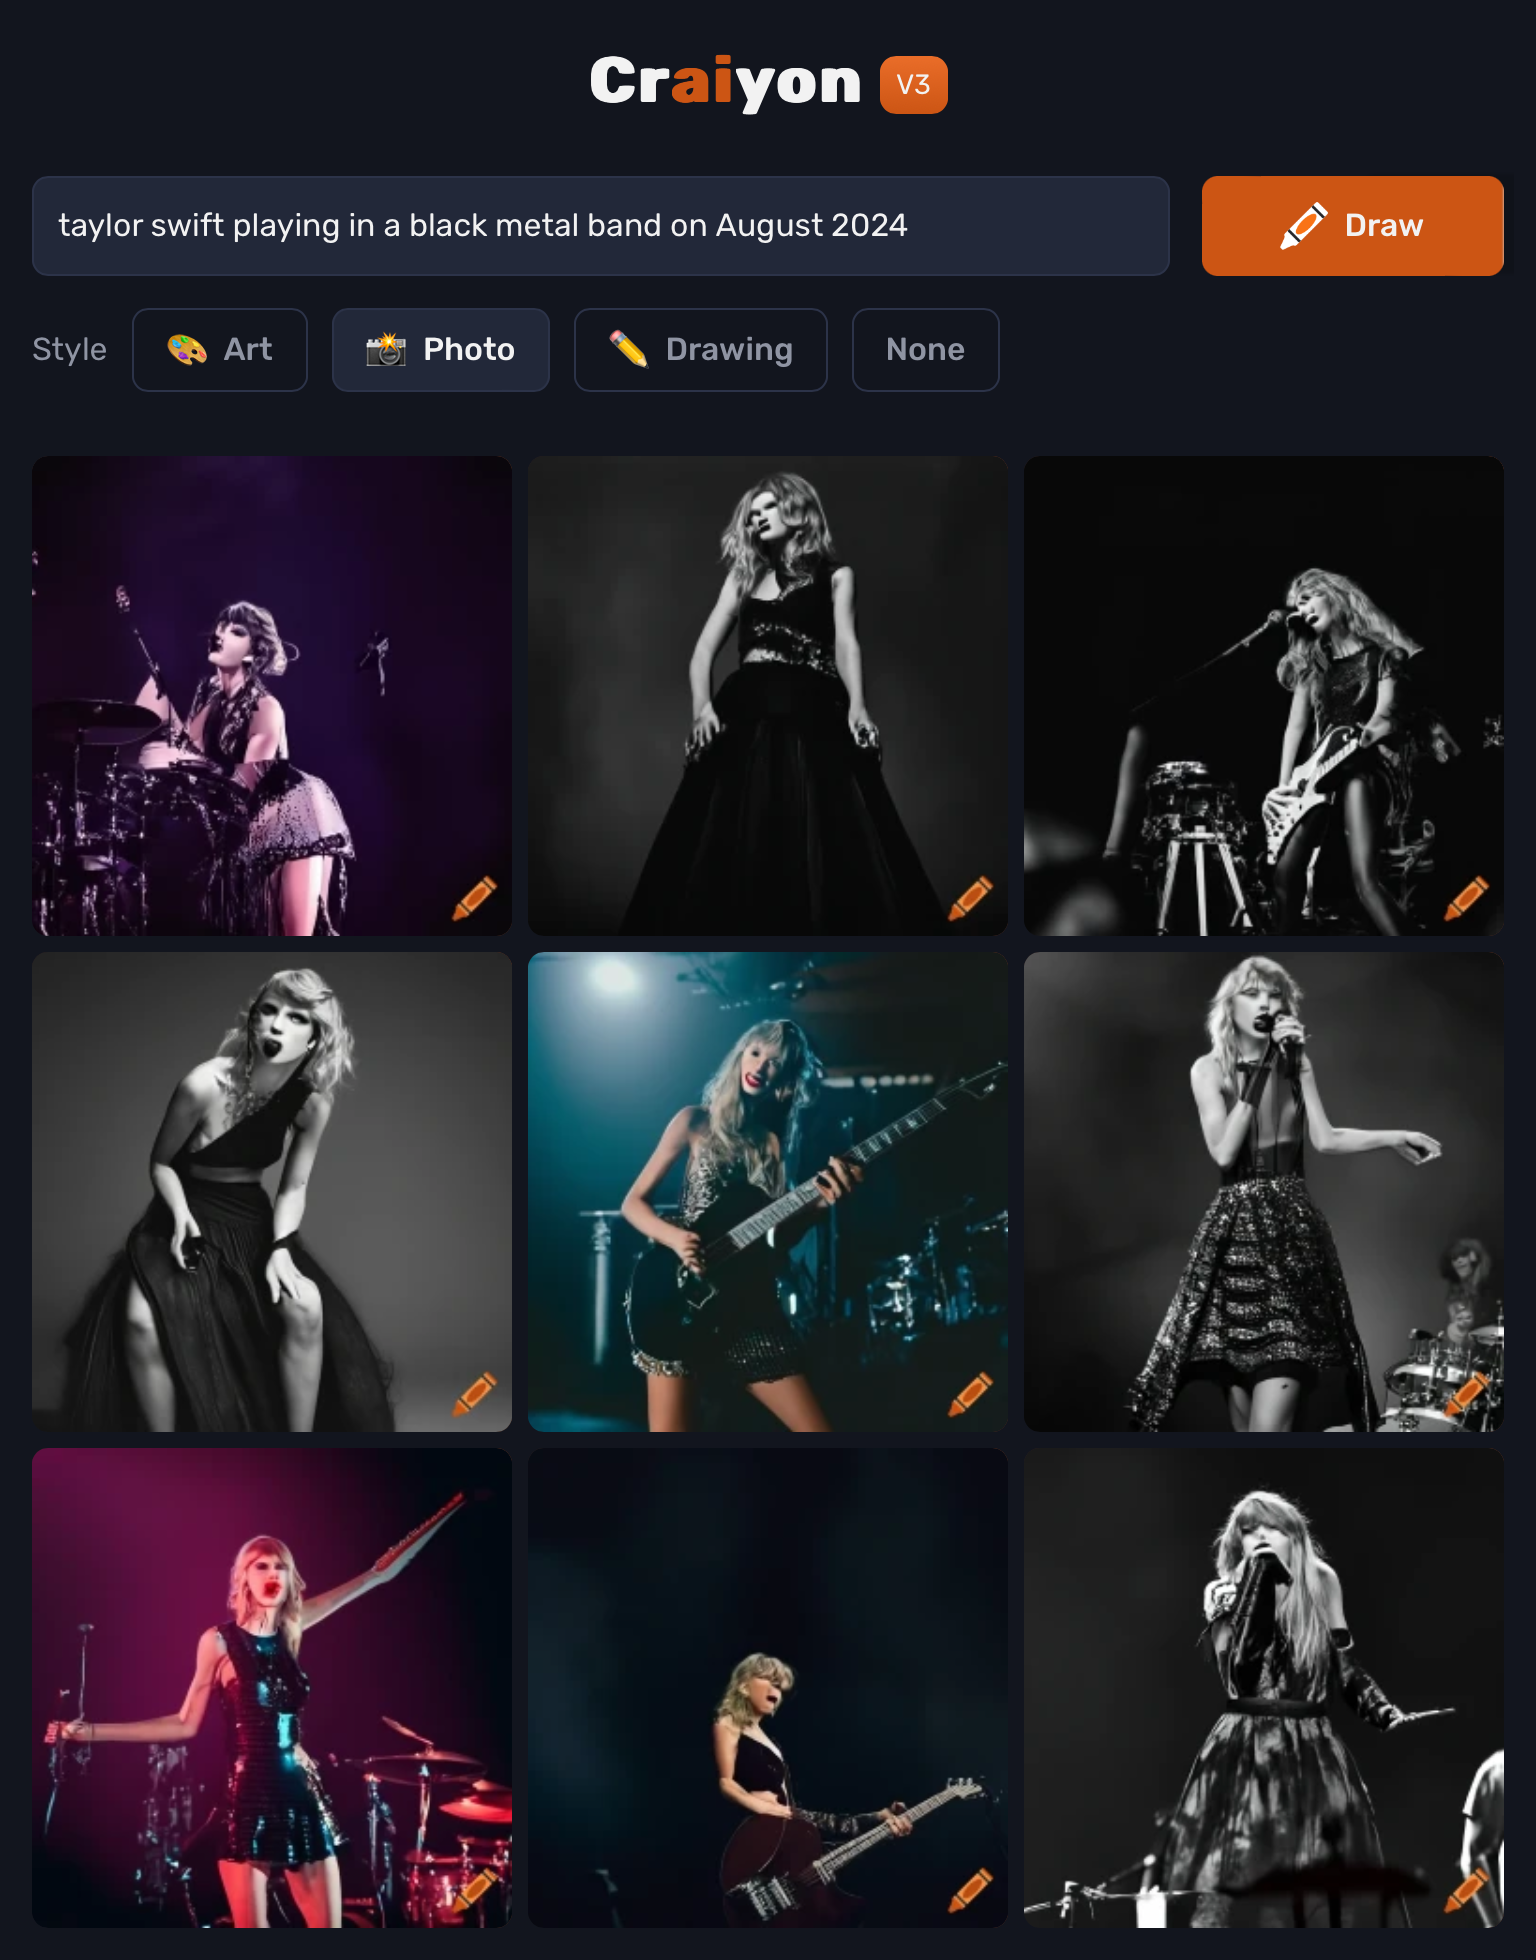 Craiyon V3
taylor swift playing in a black metal band on August 2024
Draw
Style
Art
Photo
Drawing
None